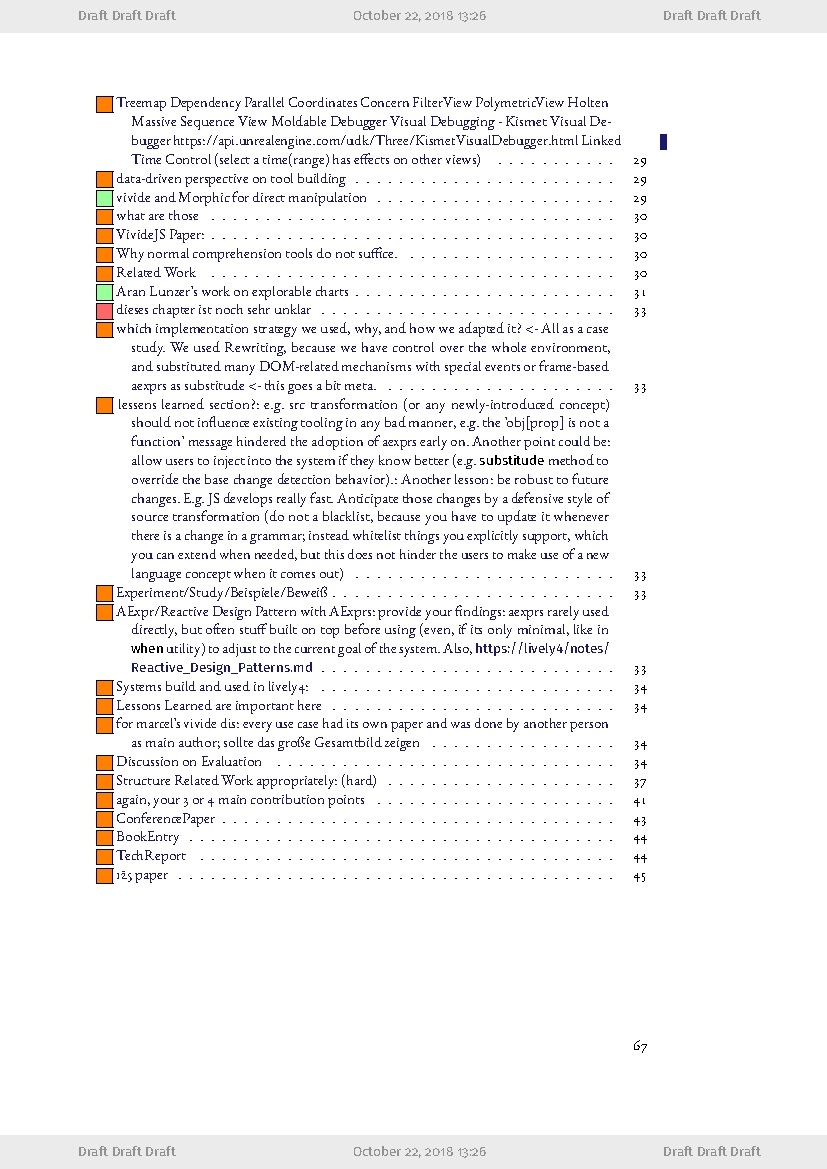 Draft Draft Draft October 22, 2018 13:26 Draft Draft Draft
Treemap Dependency Parallel Coordinates Concern FilterView PolymetricView Holten
Massive Sequence View Moldable Debugger Visual Debugging - Kismet Visual De-
bugger https://api.unrealengine.com/udk/Three/KismetVisualDebugger.html Linked
Time Control (select a time(range) has effects on other views) . . . . . . . . . . . 29
data-driven perspective on tool building . . . . . . . . . . . . . . . . . . . . . . . . 29
vivide and Morphic for direct manipulation . . . . . . . . . . . . . . . . . . . . . . 29
what are those . . . . . . . . . . . . . . . . . . . . . . . . . . . . . . . . . . . . . 30
VivideJS Paper: . . . . . . . . . . . . . . . . . . . . . . . . . . . . . . . . . . . . . 30
Why normal comprehension tools do not suffice. . . . . . . . . . . . . . . . . . . . . 30
Related Work . . . . . . . . . . . . . . . . . . . . . . . . . . . . . . . . . . . . . 30
Aran Lunzer's work on explorable charts . . . . . . . . . . . . . . . . . . . . . . . . 31
dieses chapter ist noch sehr unklar . . . . . . . . . . . . . . . . . . . . . . . . . . . 33
which implementation strategy we used, why, and how we adapted it? <- All as a case
study. We used Rewriting, because we have control over the whole environment,
and substituted many DOM-related mechanisms with special events or frame-based
aexprs as substitude <- this goes a bit meta. . . . . . . . . . . . . . . . . . . . . . 33
lessens learned section?: e.g. src transformation (or any newly-introduced concept)
should not influence existing tooling in any bad manner, e.g. the 'obj[prop] is not a
function' message hindered the adoption of aexprs early on. Another point could be:
allow users to inject into the system if they know better (e.g. substitude method to
override the base change detection behavior).: Another lesson: be robust to future
changes. E.g. JS develops really fast. Anticipate those changes by a defensive style of
source transformation (do not a blacklist, because you have to update it whenever
there is a change in a grammar; instead whitelist things you explicitly support, which
you can extend when needed, but this does not hinder the users to make use of a new
language concept when it comes out) . . . . . . . . . . . . . . . . . . . . . . . . 33
Experiment/Study/Beispiele/Beweiß . . . . . . . . . . . . . . . . . . . . . . . . . . 33
AExpr/Reactive Design Pattern with AExprs: provide your findings: aexprs rarely used
directly, but often stuff built on top before using (even, if its only minimal, like in
when utility) to adjust to the current goal of the system. Also, https://lively4/notes/
Reactive_Design_Patterns.md . . . . . . . . . . . . . . . . . . . . . . . . . . . 33
Systems build and used in lively4: . . . . . . . . . . . . . . . . . . . . . . . . . . . 34
Lessons Learned are important here . . . . . . . . . . . . . . . . . . . . . . . . . . 34
for marcel's vivide dis: every use case had its own paper and was done by another person
as main author; sollte das große Gesamtbild zeigen . . . . . . . . . . . . . . . . . 34
Discussion on Evaluation . . . . . . . . . . . . . . . . . . . . . . . . . . . . . . . 34
Structure Related Work appropriately: (hard) . . . . . . . . . . . . . . . . . . . . . 37
again, your 3 or 4 main contribution points . . . . . . . . . . . . . . . . . . . . . . . 41
ConferencePaper . . . . . . . . . . . . . . . . . . . . . . . . . . . . . . . . . . . . 43
BookEntry . . . . . . . . . . . . . . . . . . . . . . . . . . . . . . . . . . . . . . . 44
TechReport . . . . . . . . . . . . . . . . . . . . . . . . . . . . . . . . . . . . . . 44
125 paper . . . . . . . . . . . . . . . . . . . . . . . . . . . . . . . . . . . . . . . . 45
67
Draft Draft Draft October 22, 2018 13:26 Draft Draft Draft